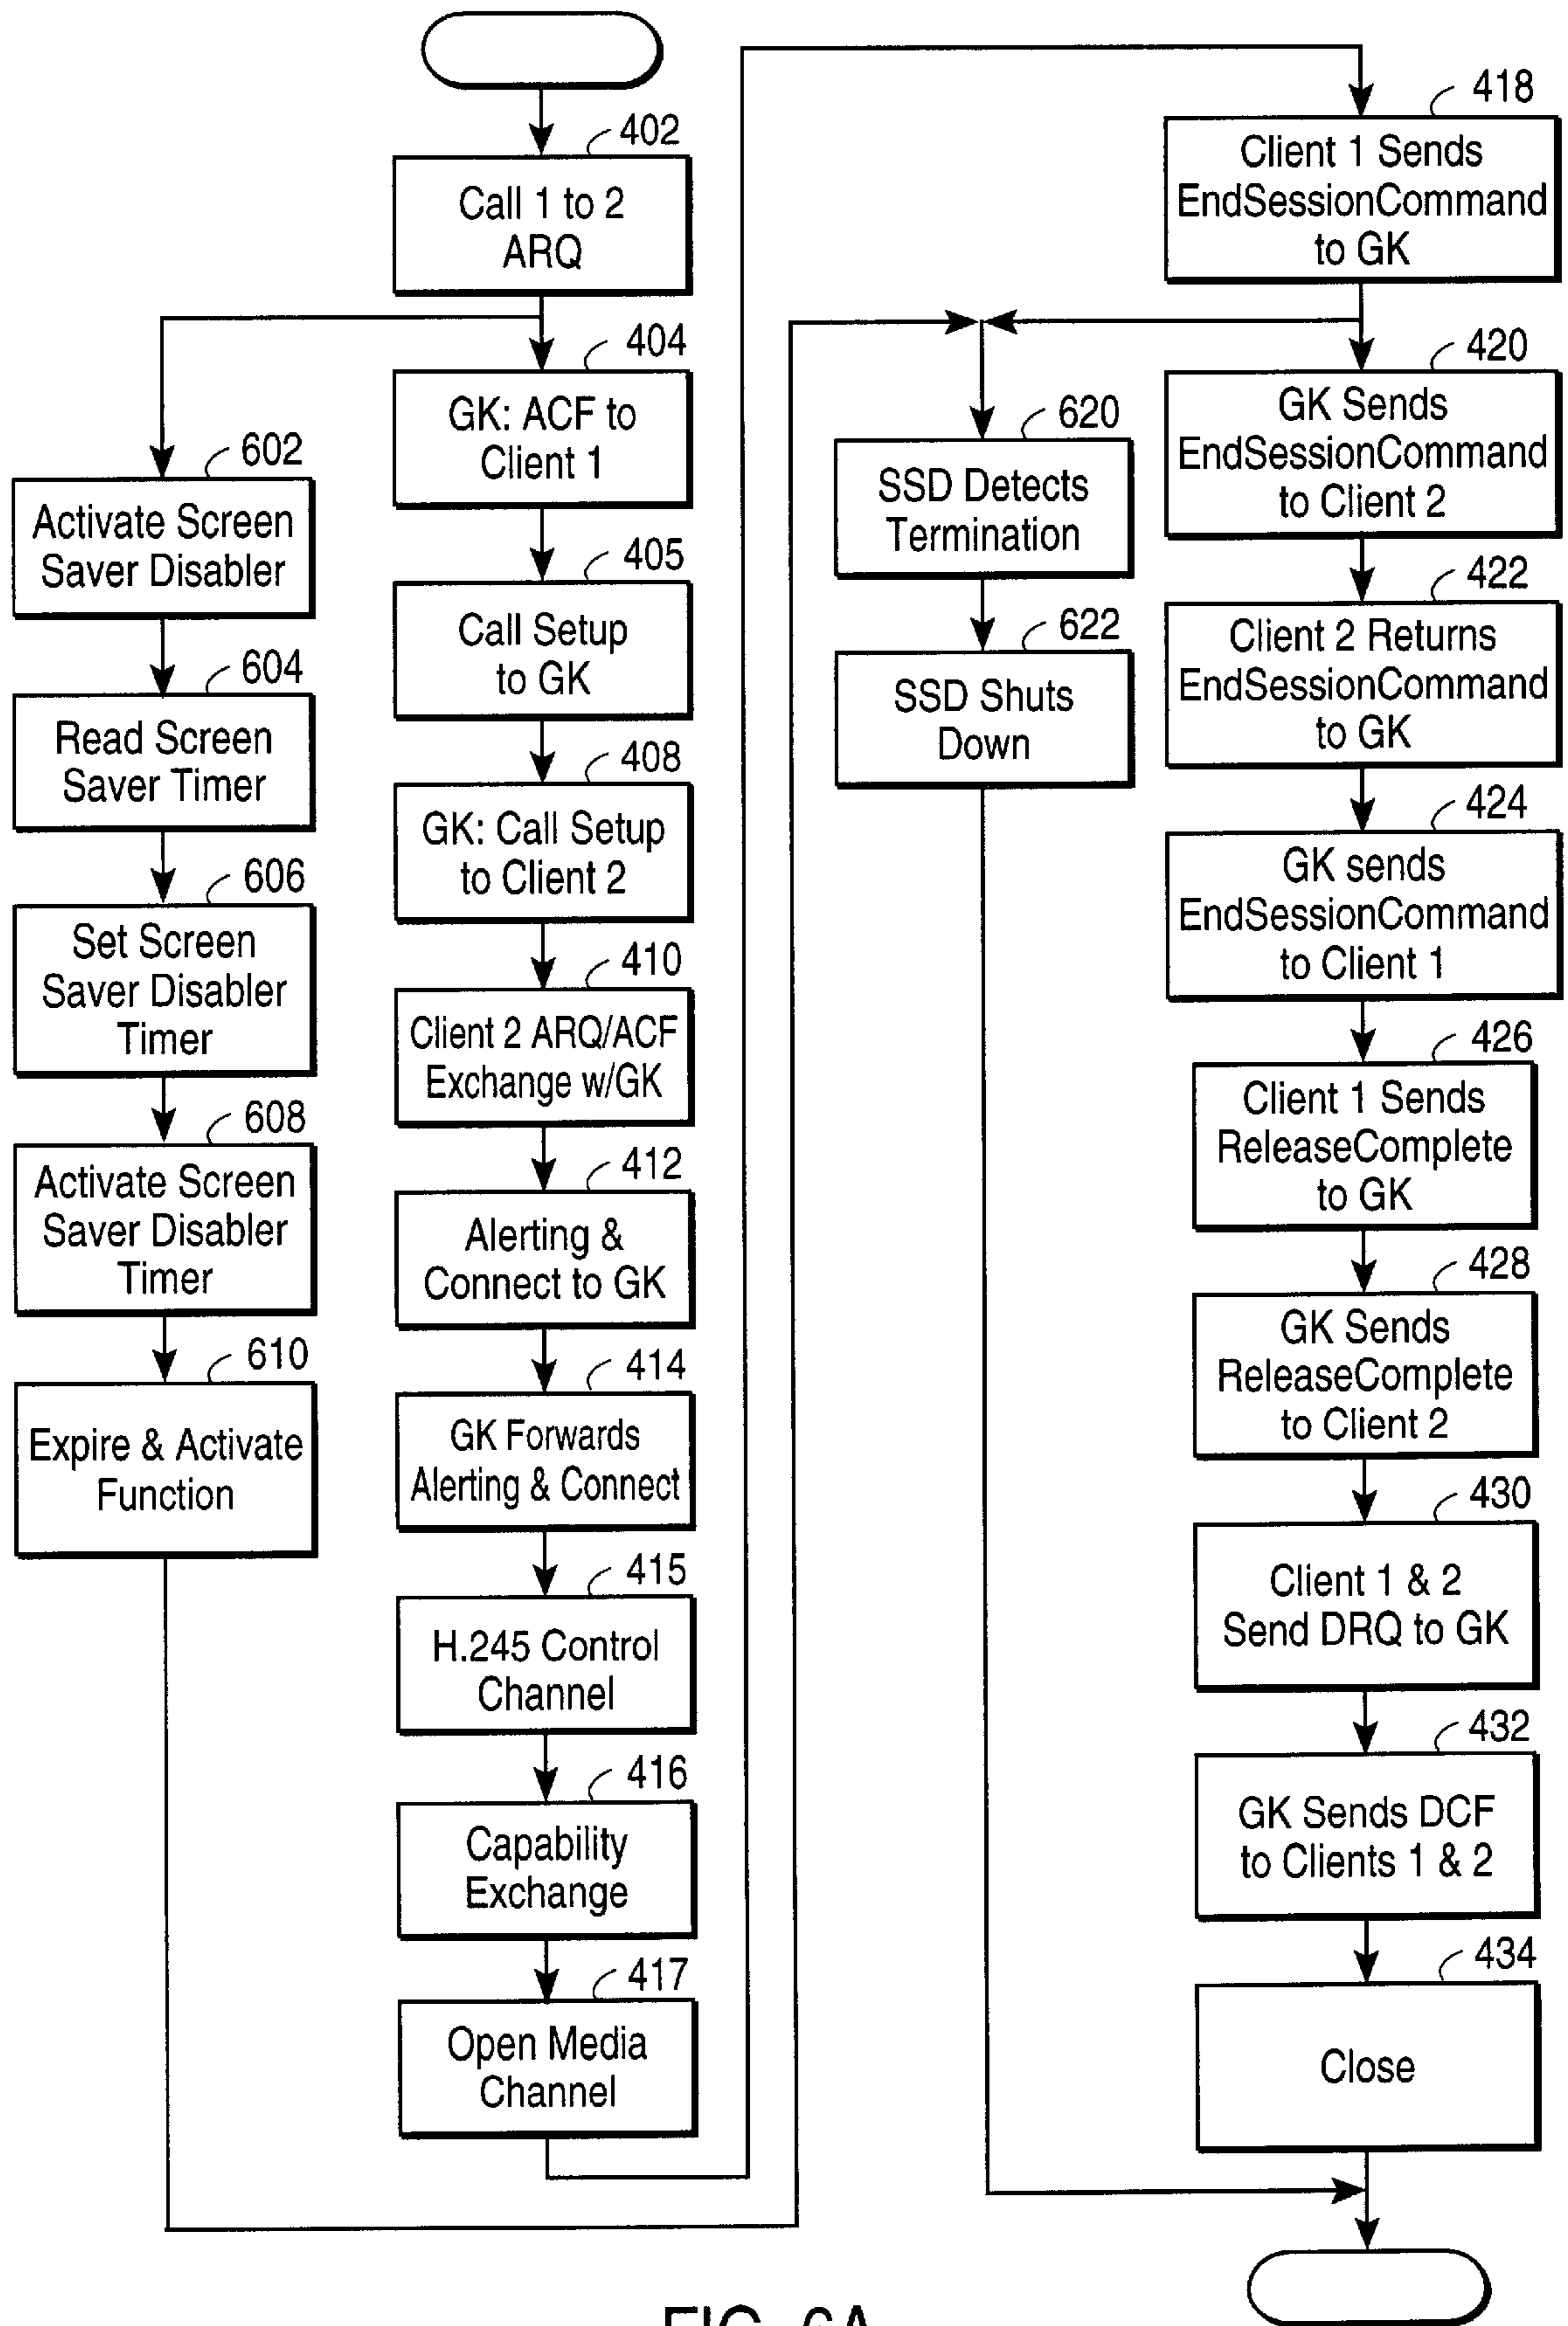 402
Call 1 to 2
ARQ
404
GK: ACF to
Client 1
405
Call Setup
to GK
408
GK: Call Setup
to Client 2
410
Client 2 ARQ/ACF
Exchange w/GK
412
Alerting &
Connect to GK
414
GK Forwards
Alerting & Connect
415
H.245 Control
Channel
416
Capability
Exchange
417
Open Media
Channel
602
Activate Screen
Saver Disabler
604
Read Screen
Saver Timer
606
Set Screen
Saver Disabler
Timer
608
Activate Screen
Saver Disabler
Timer
610
Expire & Activate
Function
620
SSD Detects
Termination
622
SSD Shuts
Down
418
Client 1 Sends
EndSessionCommand
to GK
420
GK Sends
EndSessionCommand
to Client 2
422
Client 2 Returns
EndSessionCommand
to GK
424
GK sends
EndSessionCommand
to Client 1
426
Client 1 Sends
ReleaseComplete
to GK
428
GK Sends
ReleaseComplete
to Client 2
430
Client 1 & 2
Send DRQ to GK
432
GK Sends DCF
to Clients 1 & 2
434
Close
FIG. 6A